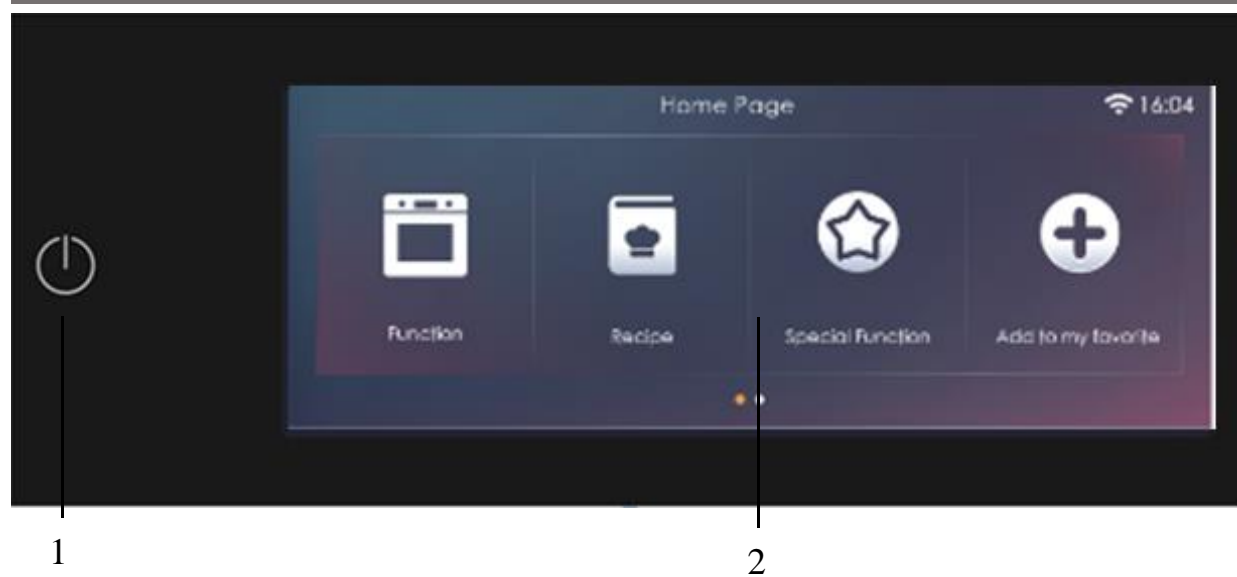 Home Page
16:04
Function
Recipe
Special Function
Add to my favorite
1
2